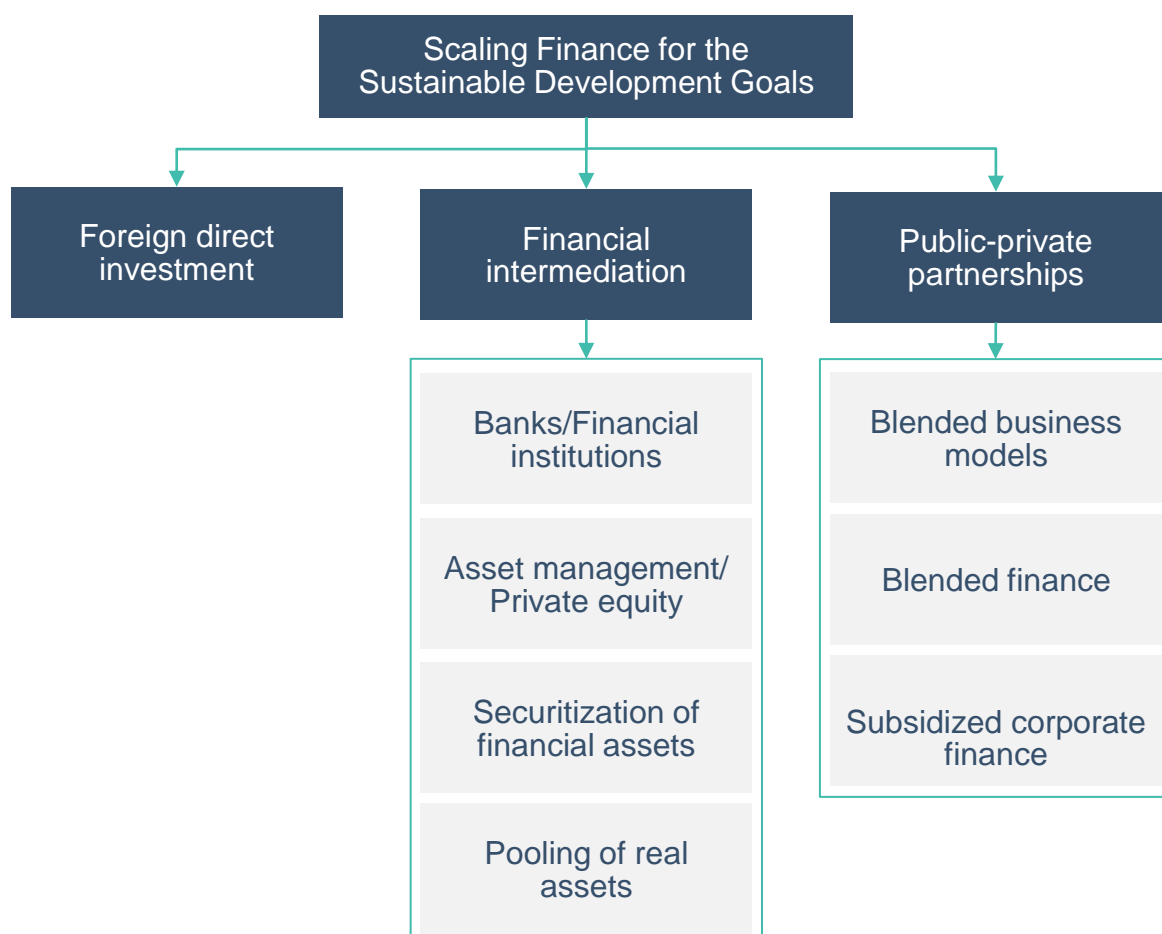 Scaling Finance for the
Sustainable Development Goals
Foreign direct
investment
Financial
intermediation
Public-private
partnerships
Banks/Financial
institutions
Asset management/
Private equity
Securitization of
financial assets
Pooling of real
assets
Blended business
models
Blended finance
Subsidized corporate
finance